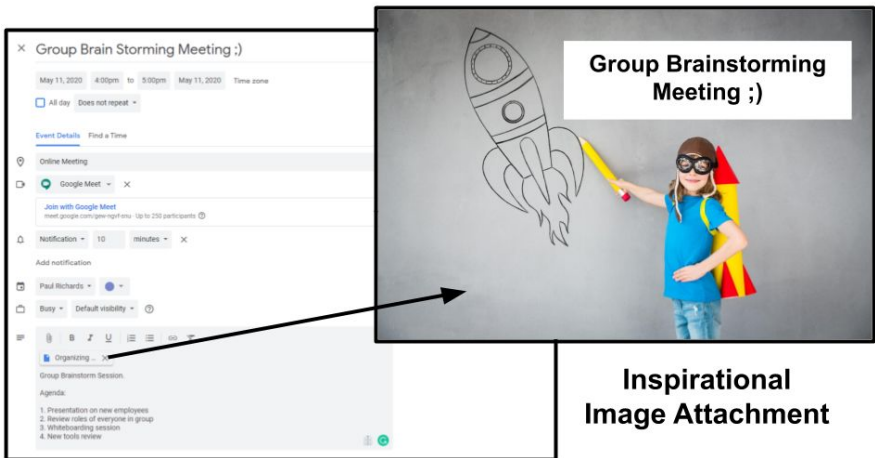 Group Brain Storming Meeting ;)
May 11, 2020 4:00pm to 5:00pm May 11, 2020 Time zone
All day Does not repeat
Event Details Find a Time
Online Meeting
Google Meet
Join with Google Meet
Up to 250 participants
Notification 10 minutes
Add notification
Paul Richards
Busy Default visibility
B I U
Organizing ..
Group Brainstorm Session.
Agenda:
1. Presentation on new employees
2. Review roles of everyone in group
3. Whiteboarding session
4. New tools review
Group Brainstorming
Meeting ;)
Inspirational
Image Attachment